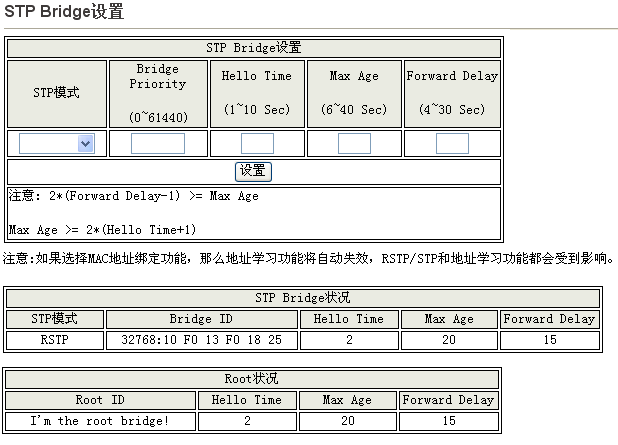 STP Bridge设置
STP Bridge设置
STP模式 Bridge Priority (0~61440) Hello Time (1~10 Sec) Max Age (6~40 Sec) Forward Delay (4~30 Sec)
设置
注意: 2*(Forward Delay-1) >= Max Age
Max Age >= 2*(Hello Time+1)
注意:如果选择MAC地址绑定功能，那么地址学习功能将自动失效，RSTP/STP和地址学习功能都会受到影响。
STP Bridge状况
STP模式 Bridge ID Hello Time Max Age Forward Delay
RSTP 32768:10 F0 13 F0 18 25 2 20 15
Root状况
Root ID Hello Time Max Age Forward Delay
I'm the root bridge! 2 20 15